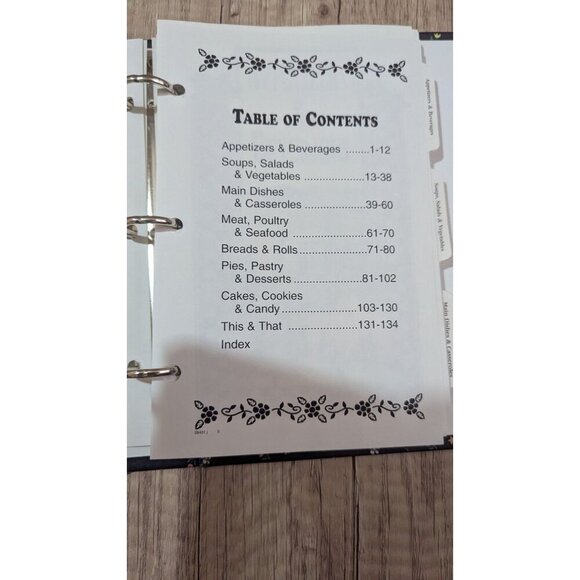 TABLE OF CONTENTS
Appetizers & Beverages ........1-12
Soups, Salads
& Vegetables ..................13-38
Main Dishes
& Casseroles ...................39-60
Meat, Poultry
& Seafood .....................61-70
Breads & Rolls....................71-80
Pies, Pastry
& Desserts .....................81-102
Cakes, Cookies
& Candy .......................103-130
This & That .....................131-134
Index
Appetizers & Beverages
Soups, Salads & Vegetables
Main Dishes & Casseroles